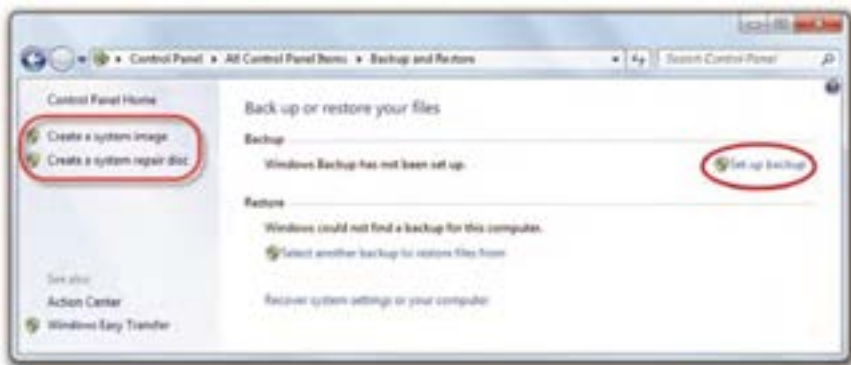 Control Panel ▸ All Control Panel Items ▸ Backup and Restore
Search Control Panel
Control Panel Home
Create a system image
Create a system repair disc
See also
Action Center
Windows Easy Transfer
Back up or restore your files
Backup
Windows Backup has not been set up.
Set up backup
Restore
Windows could not find a backup for this computer.
Select another backup to restore files from
Recover system settings or your computer